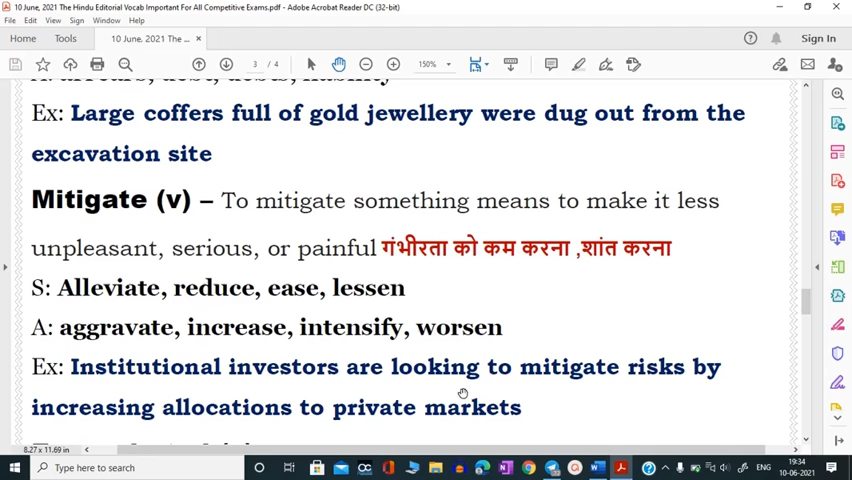 10 June, 2021 The Hindu Editorial Vocab Important For All Competitive Exams.pdf - Adobe Acrobat Reader DC (32-bit)
File Edit View Sign Window Help
Home Tools 10 June, 2021 The ... × Sign In
3 / 4 150%
Ex: Large coffers full of gold jewellery were dug out from the
excavation site
Mitigate (v) – To mitigate something means to make it less
unpleasant, serious, or painful गंभीरता को कम करना ,शांत करना
S: Alleviate, reduce, ease, lessen
A: aggravate, increase, intensify, worsen
Ex: Institutional investors are looking to mitigate risks by
increasing allocations to private markets
8.27 x 11.69 in
Type here to search ENG 19:34
10-06-2021